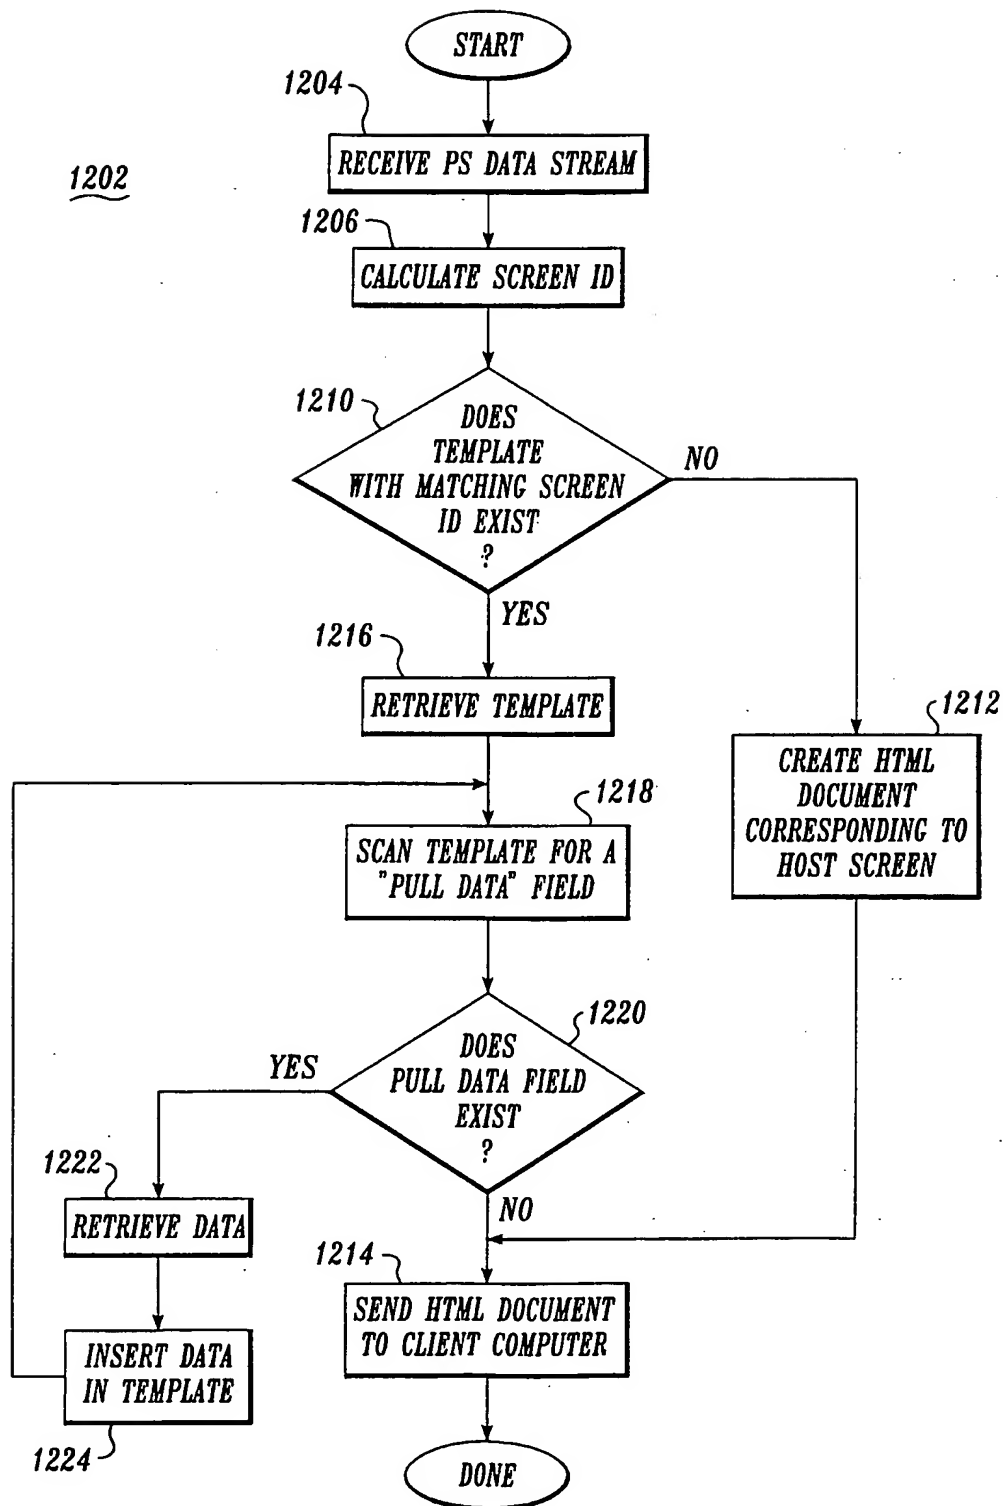 START
1204
RECEIVE PS DATA STREAM
1202
1206
CALCULATE SCREEN ID
1210
DOES
TEMPLATE
WITH MATCHING SCREEN
ID EXIST
?
NO
YES
1216
RETRIEVE TEMPLATE
1212
CREATE HTML
DOCUMENT
CORRESPONDING TO
HOST SCREEN
1218
SCAN TEMPLATE FOR A
"PULL DATA" FIELD
1220
DOES
PULL DATA FIELD
EXIST
?
YES
NO
1222
RETRIEVE DATA
1214
SEND HTML DOCUMENT
TO CLIENT COMPUTER
INSERT DATA
IN TEMPLATE
1224
DONE